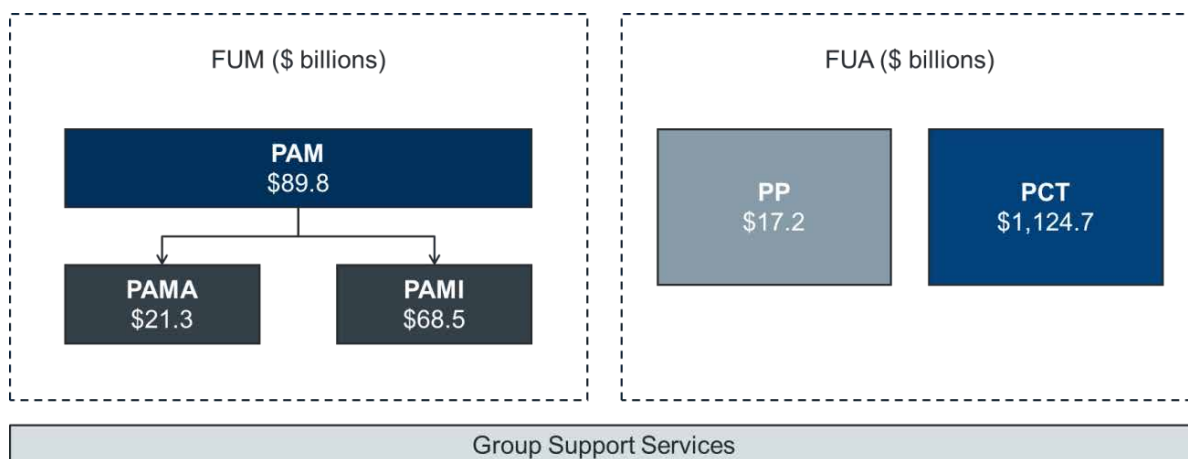 FUM ($ billions)
PAM
$89.8
PAMA
$21.3
PAMI
$68.5
FUA ($ billions)
PP
$17.2
PCT
$1,124.7
Group Support Services